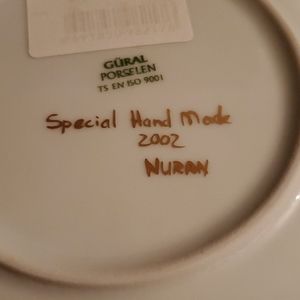 GÜRAL
PORSELEN
TS EN ISO 9001
Special Hand Made
2002
NURAN